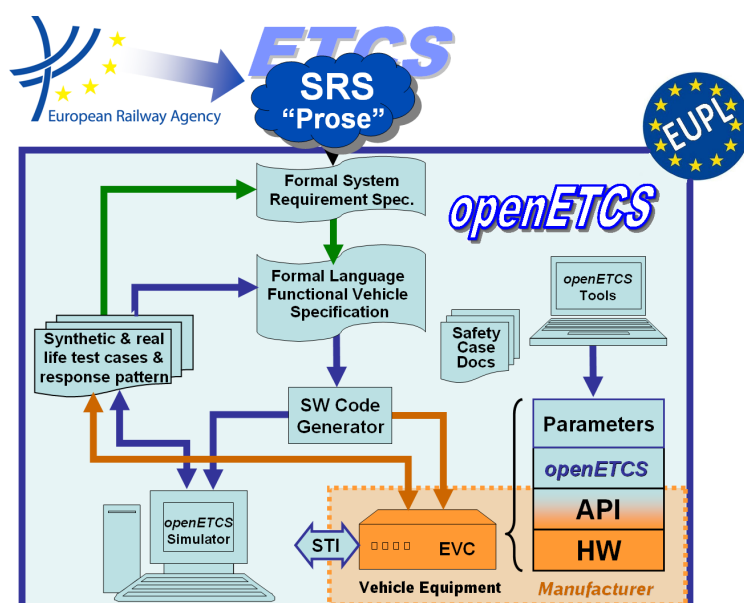 ETCS
SRS
“Prose”
European Railway Agency
EUPL
Formal System
Requirement Spec.
openETCS
Formal Language
Functional Vehicle
Specification
openETCS
Tools
Synthetic & real
life test cases &
response pattern
Safety
Case
Docs
SW Code
Generator
Parameters
openETCS
API
HW
openETCS
Simulator
STI
EVC
Vehicle Equipment
Manufacturer